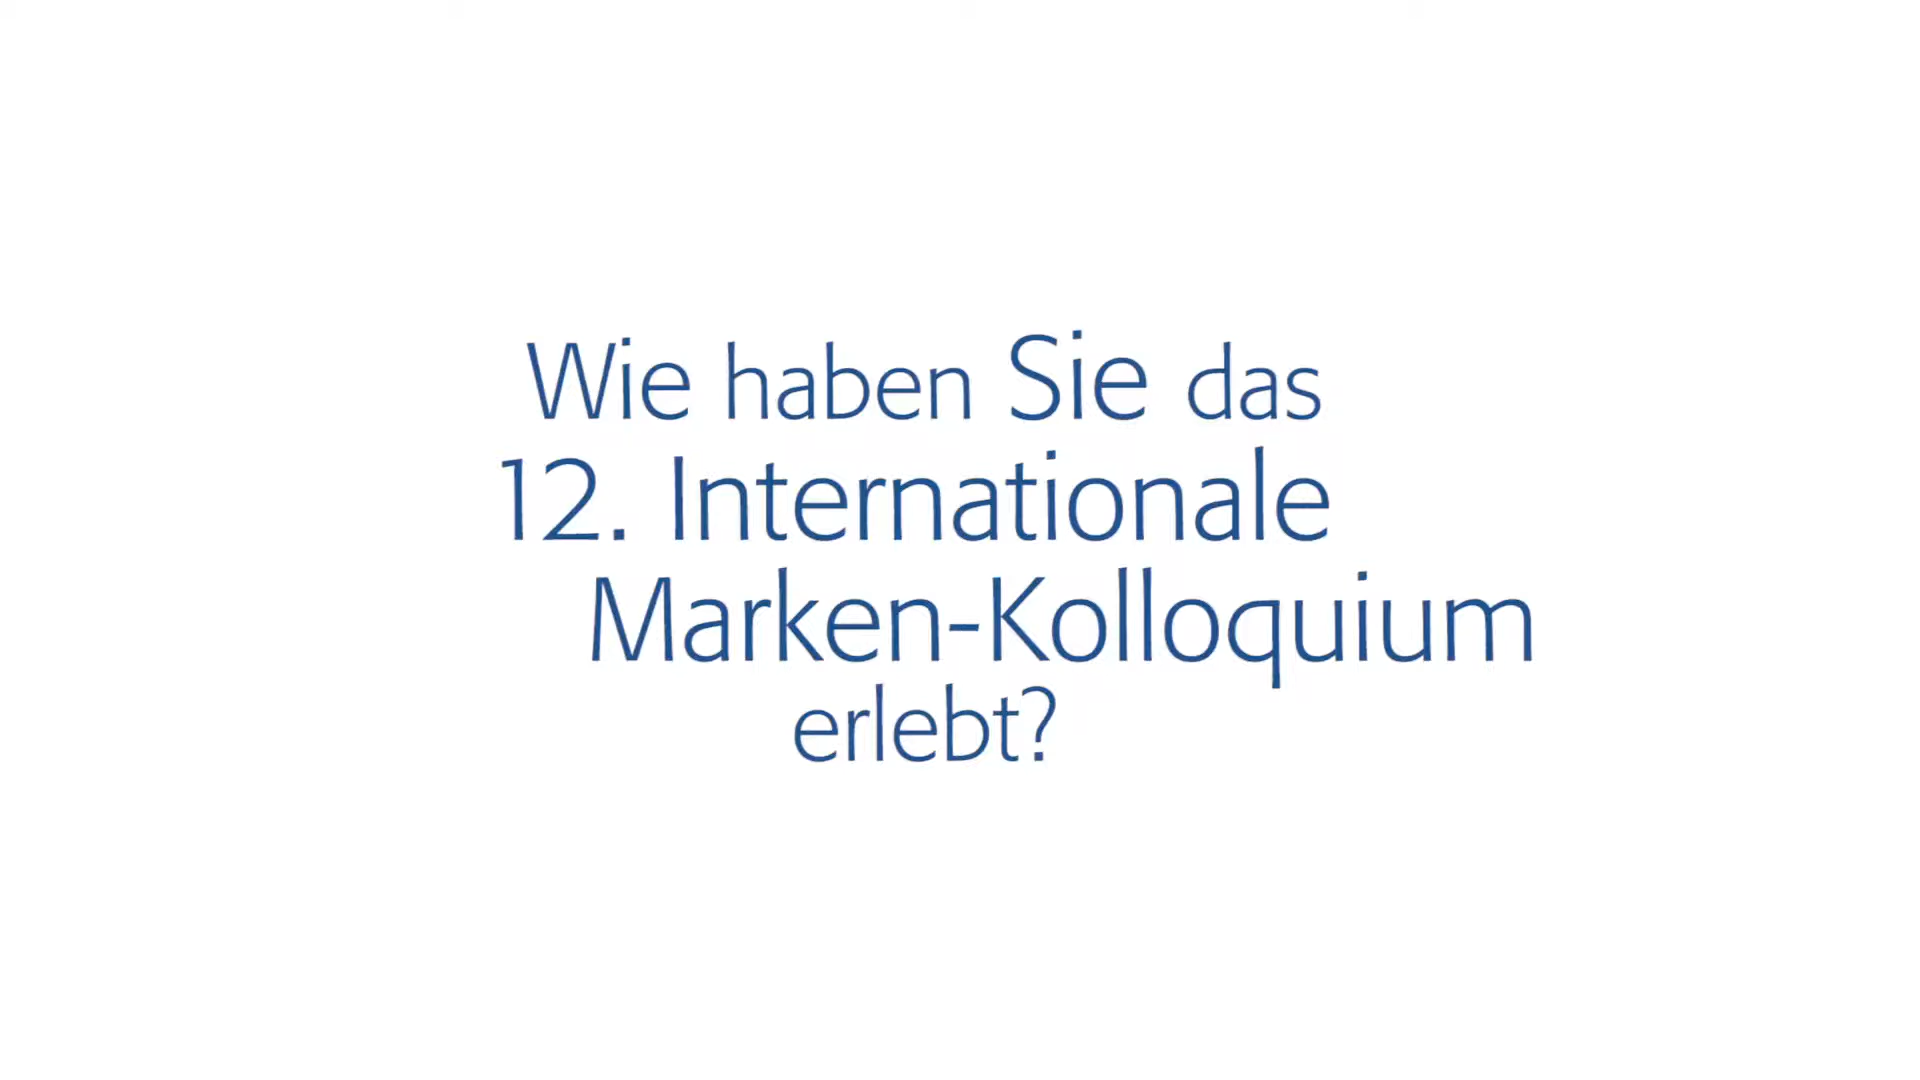 Wie haben Sie das
12. Internationale
Marken-Kolloquium
erlebt?